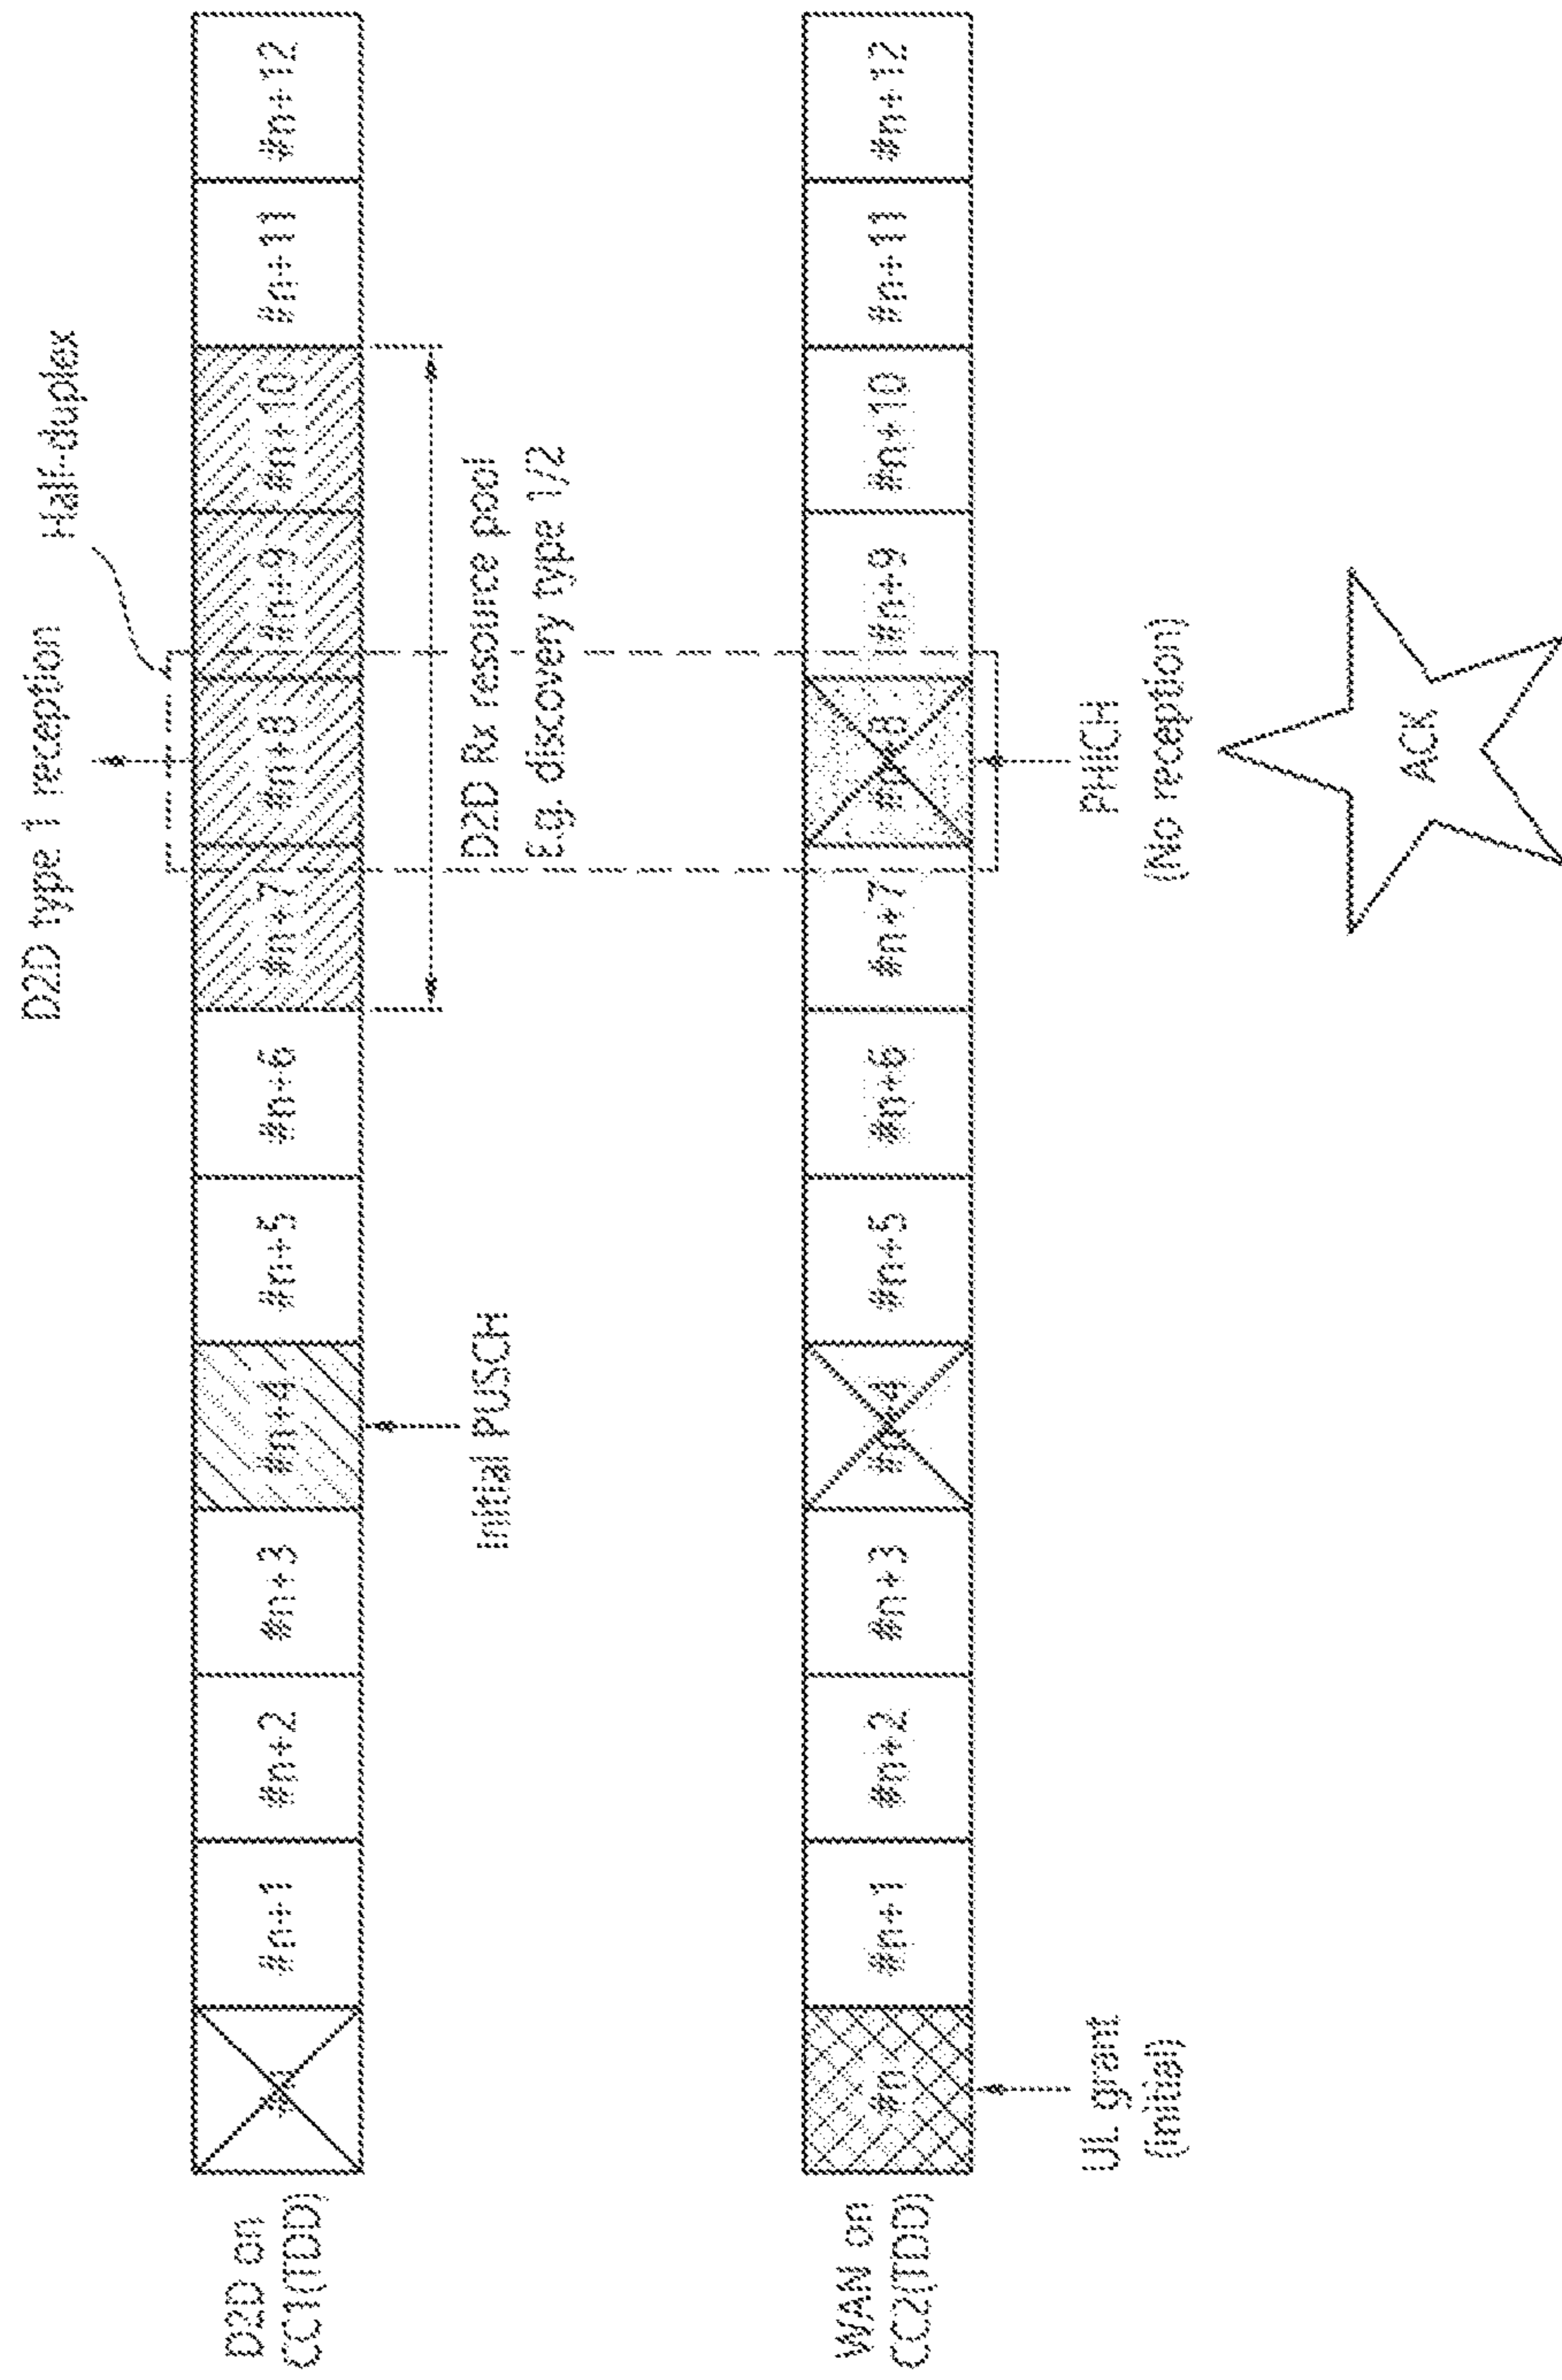 D2D type 1 reception
Half-duplex
D2D on
CC1(TDD)
#n
#n+1
#n+2
#n+3
#n+4
#n+5
#n+6
#n+7
#n+8
#n+9
#n+10
#n+11
#n+12
Initial PUSCH
D2D Rx resource pool
E.g. discovery type 1/2
WAN on
CC2(TDD)
#n
#n+1
#n+2
#n+3
#n+4
#n+5
#n+6
#n+7
#n+8
#n+9
#n+10
#n+11
#n+12
UL grant
(initial)
PHICH
(No reception)
ACK